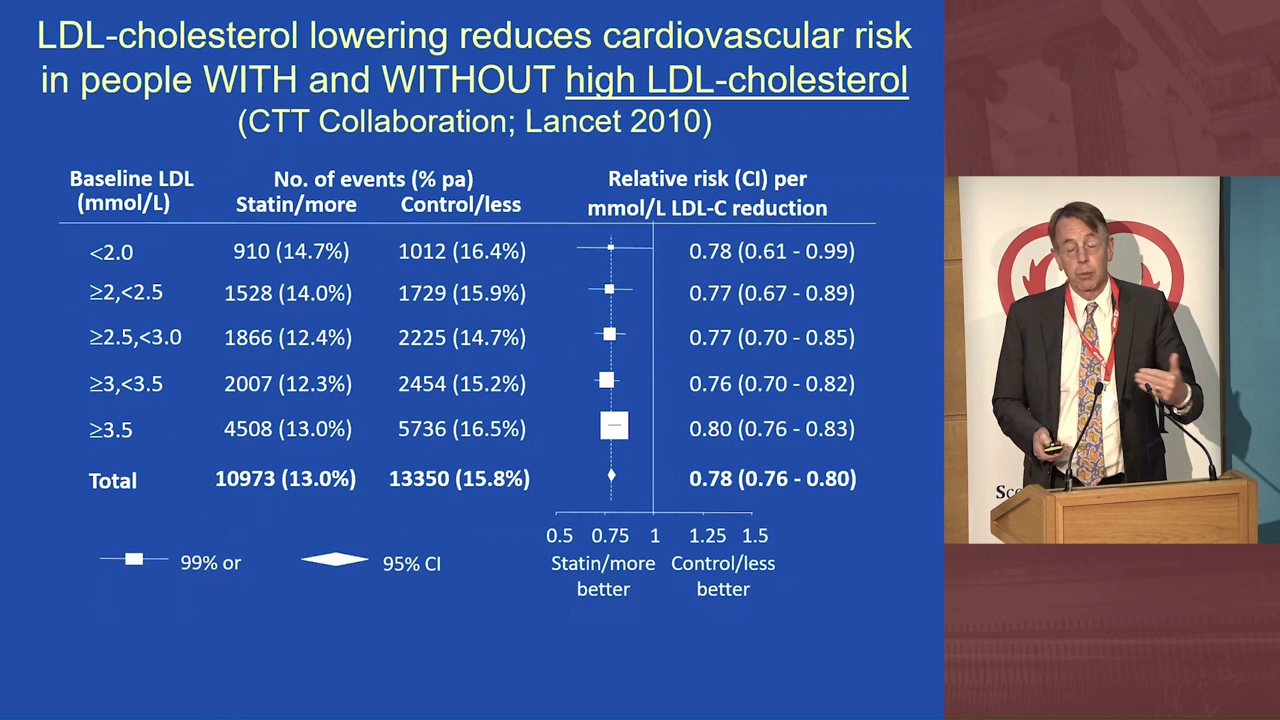 LDL-cholesterol lowering reduces cardiovascular risk
in people WITH and WITHOUT high LDL-cholesterol
(CTT Collaboration; Lancet 2010)
Baseline LDL No. of events (% pa) Relative risk (CI) per
(mmol/L) Statin/more Control/less mmol/L LDL-C reduction
<2.0 910 (14.7%) 1012 (16.4%) 0.78 (0.61 - 0.99)
≥2,<2.5 1528 (14.0%) 1729 (15.9%) 0.77 (0.67 - 0.89)
≥2.5,<3.0 1866 (12.4%) 2225 (14.7%) 0.77 (0.70 - 0.85)
≥3,<3.5 2007 (12.3%) 2454 (15.2%) 0.76 (0.70 - 0.82)
≥3.5 4508 (13.0%) 5736 (16.5%) 0.80 (0.76 - 0.83)
Total 10973 (13.0%) 13350 (15.8%) 0.78 (0.76 - 0.80)
0.5 0.75 1 1.25 1.5
99% or 95% CI
Statin/more Control/less
better better